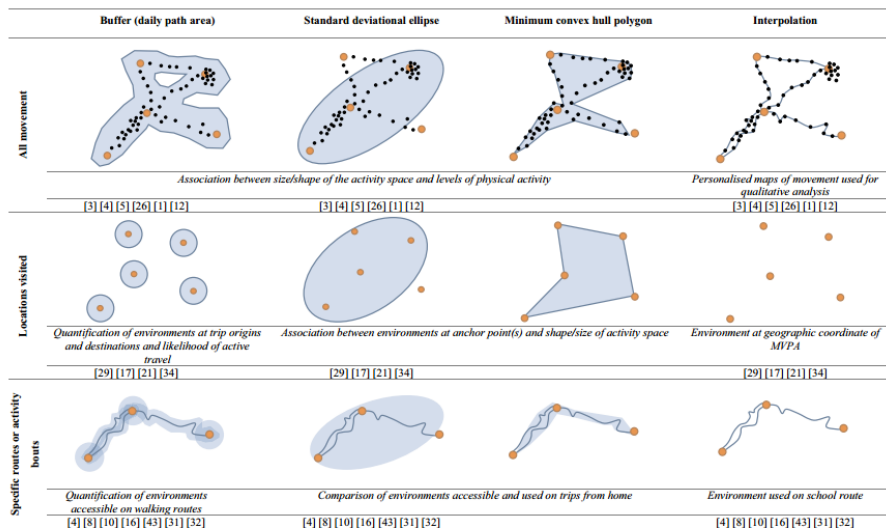 Buffer (daily path area) Standard deviational ellipse Minimum convex hull polygon Interpolation
All movement
Association between size/shape of the activity space and levels of physical activity
Personalised maps of movement used for
qualitative analysis
[3] [4] [5] [26] [1] [12] [3] [4] [5] [26] [1] [12] [3] [4] [5] [26] [1] [12]
Locations visited
Quantification of environments at trip origins
and destinations and likelihood of active
travel
Association between environments at anchor point(s) and shape/size of activity space
Environment at geographic coordinate of
MVPA
[29] [17] [21] [34] [29] [17] [21] [34] [29] [17] [21] [34]
Specific routes or activity
bouts
Quantification of environments
accessible on walking routes
Comparison of environments accessible and used on trips from home
Environment used on school route
[4] [8] [10] [16] [43] [31] [32] [4] [8] [10] [16] [43] [31] [32] [4] [8] [10] [16] [43] [31] [32]